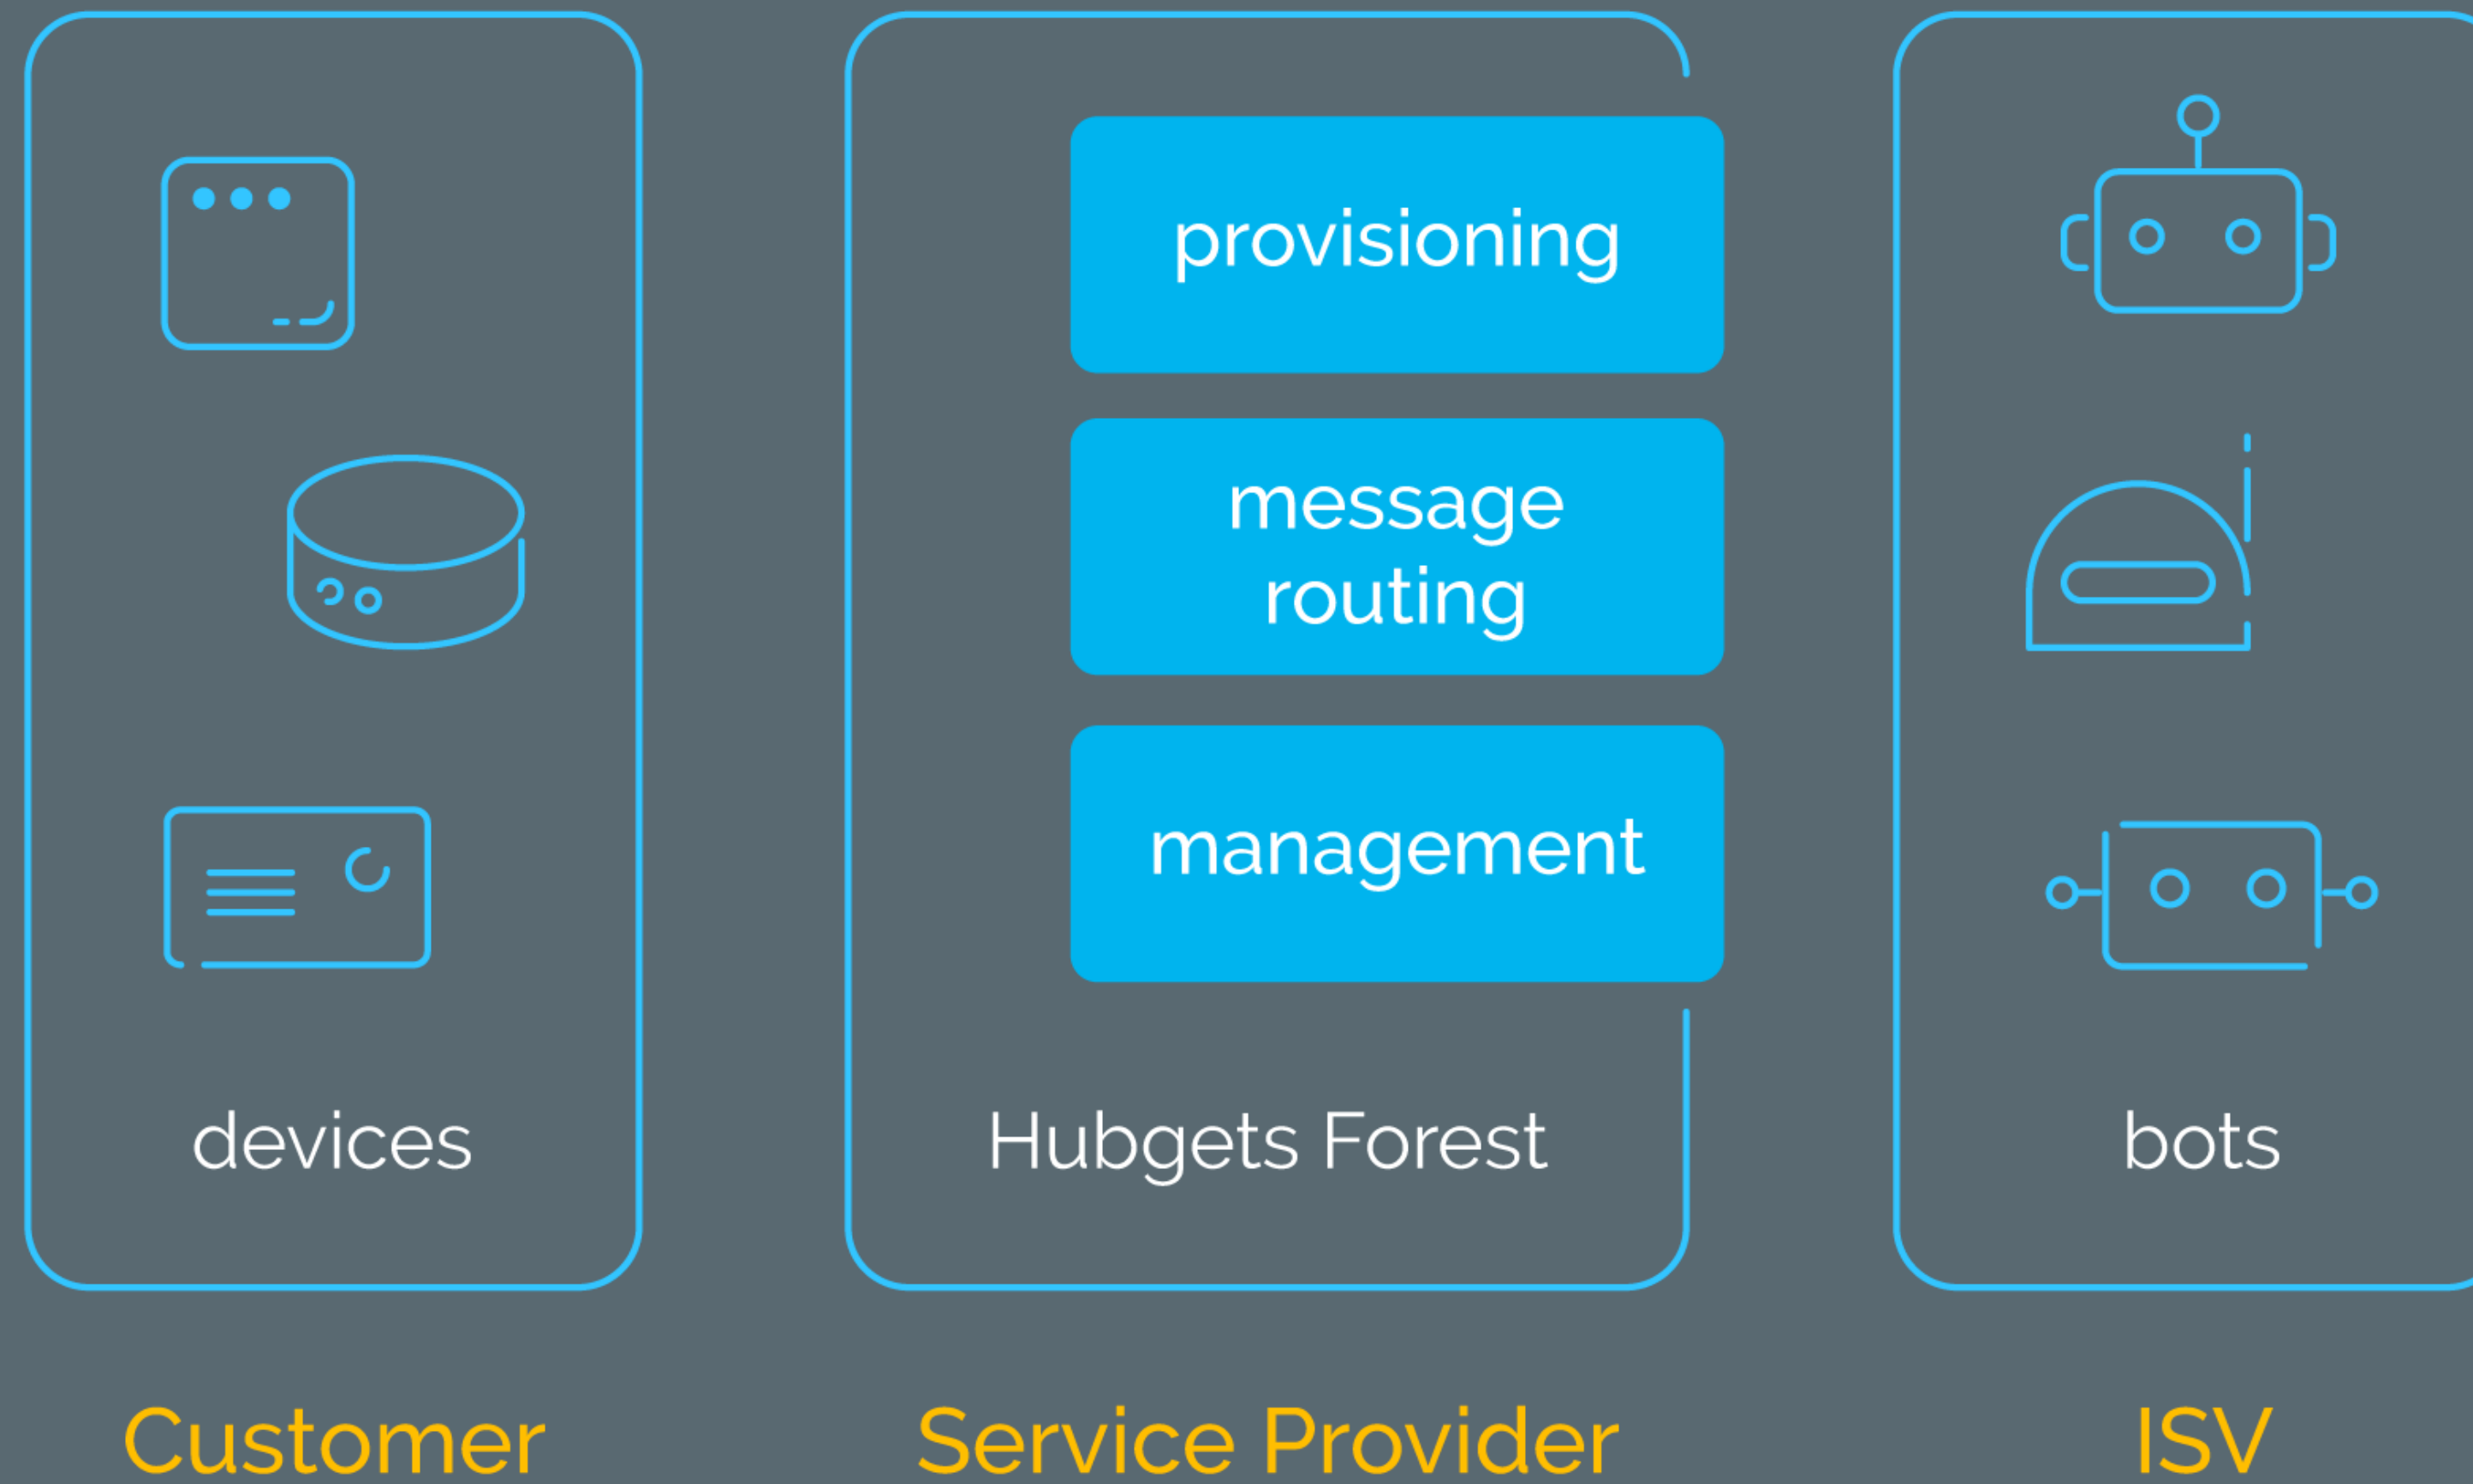 provisioning
message
routing
management
devices
Hubgets Forest
bots
Customer
Service Provider
ISV